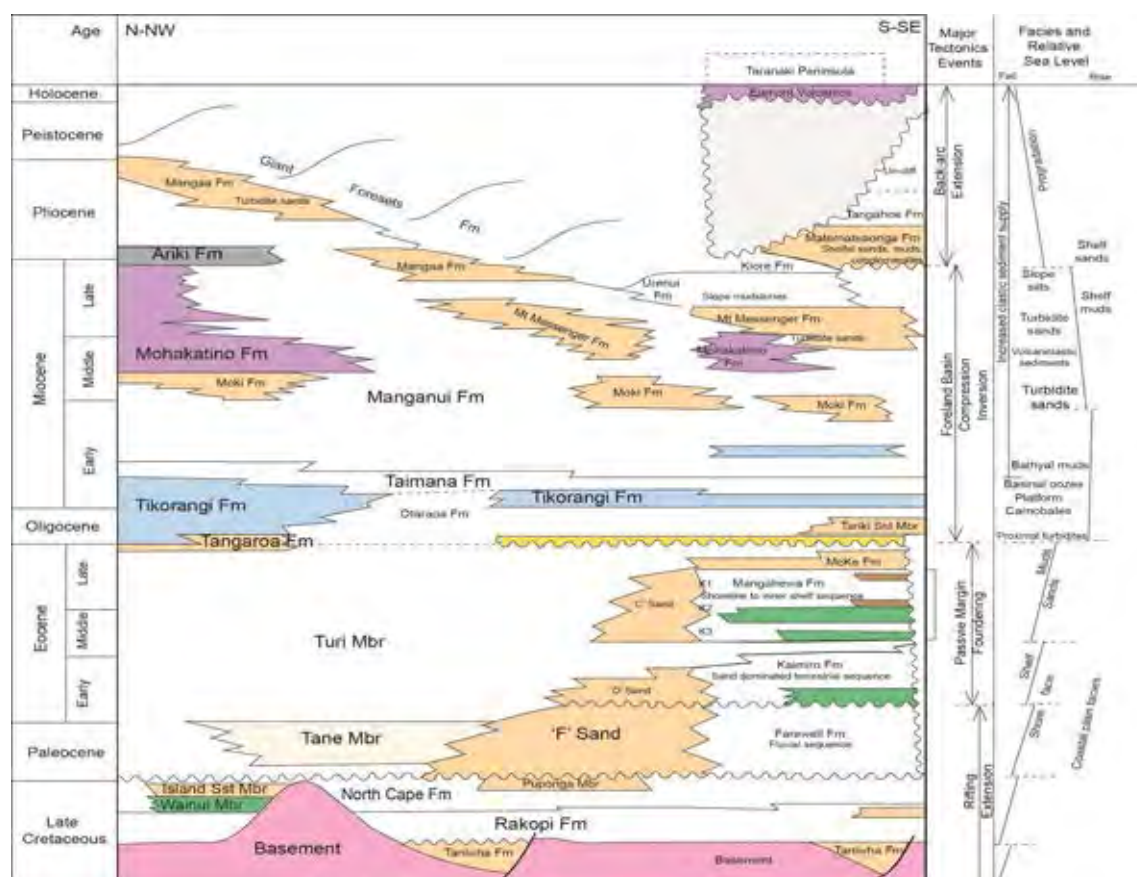 Age
N-NW
S-SE
Major
Tectonics
Events
Facies and
Relative
Sea Level
Fall
Rise
Taranaki Peninsula
Holocene
Egmont Volcanics
Peistocene
Giant
Foresets
Fm
Mangaa Fm
Turbidite sands
Pliocene
Tangahoe Fm
Matemateaonga Fm
Shelfal sands, muds,
Ariki Fm
Back-arc
Extension
Progradation
Increased clastic sediment supply
Miocene
Late
Middle
Early
Mangaa Fm
Kiore Fm
Urenui
Fm
Slope mudstones
Mt Messenger Fm
Mt Messenger Fm
Turbidite sands
Mohakatino Fm
Mohakatino
Fm
Moki Fm
Moki Fm
Moki Fm
Manganui Fm
Foreland Basin
Compression
Inversion
Shelf
sands
Slope
silts
Shelf
muds
Turbidite
sands
Volcaniclastic
sediments
Turbidite
sands
Bathyal muds
Basinal oozes
Platform
Proximal turbidites
Taimana Fm
Tikorangi Fm
Tikorangi Fm
Otaraoa Fm
Oligocene
Tariki Sst Mbr
Tangaroa Fm
Eocene
Late
Middle
Early
McKe Fm
K1
Mangahewa Fm
Shoreline to inner shelf sequence
'C' Sand
K2
K3
Turi Mbr
Kaimiro Fm
Sand dominated terrestrial sequence
'D' Sand
Passvie Margin
Foundering
Muds
Sands
Shelf
face
Shore
Coastal plain facies
Paleocene
Tane Mbr
'F' Sand
Farewell Fm
Fluvial sequence
Rifting
Extension
Late
Cretaceous
Island Sst Mbr
Wainui Mbr
North Cape Fm
Puponga Mbr
Rakopi Fm
Basement
Basement